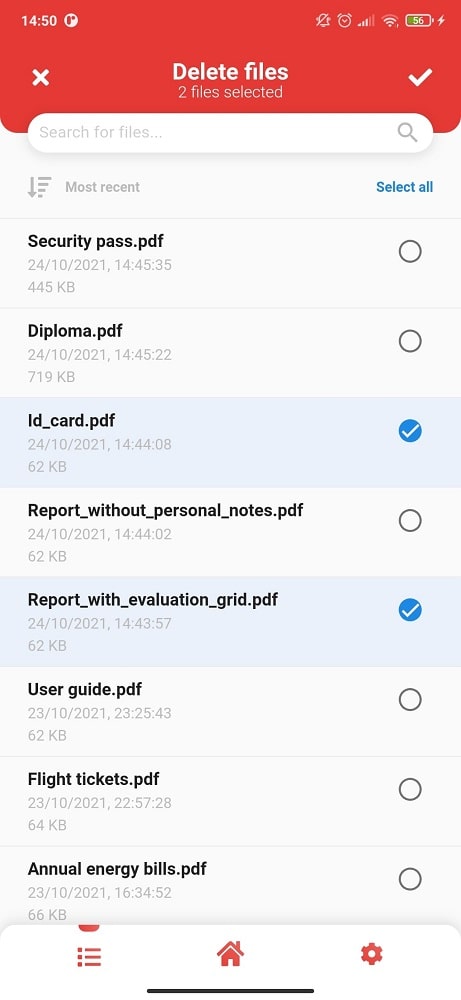 14:50
56
Delete files
2 files selected
Search for files...
Most recent
Select all
Security pass.pdf
24/10/2021, 14:45:35
445 KB
Diploma.pdf
24/10/2021, 14:45:22
719 KB
Id_card.pdf
24/10/2021, 14:44:08
62 KB
Report_without_personal_notes.pdf
24/10/2021, 14:44:02
62 KB
Report_with_evaluation_grid.pdf
24/10/2021, 14:43:57
62 KB
User guide.pdf
23/10/2021, 23:25:43
62 KB
Flight tickets.pdf
23/10/2021, 22:57:28
64 KB
Annual energy bills.pdf
23/10/2021, 16:34:52
66 KB